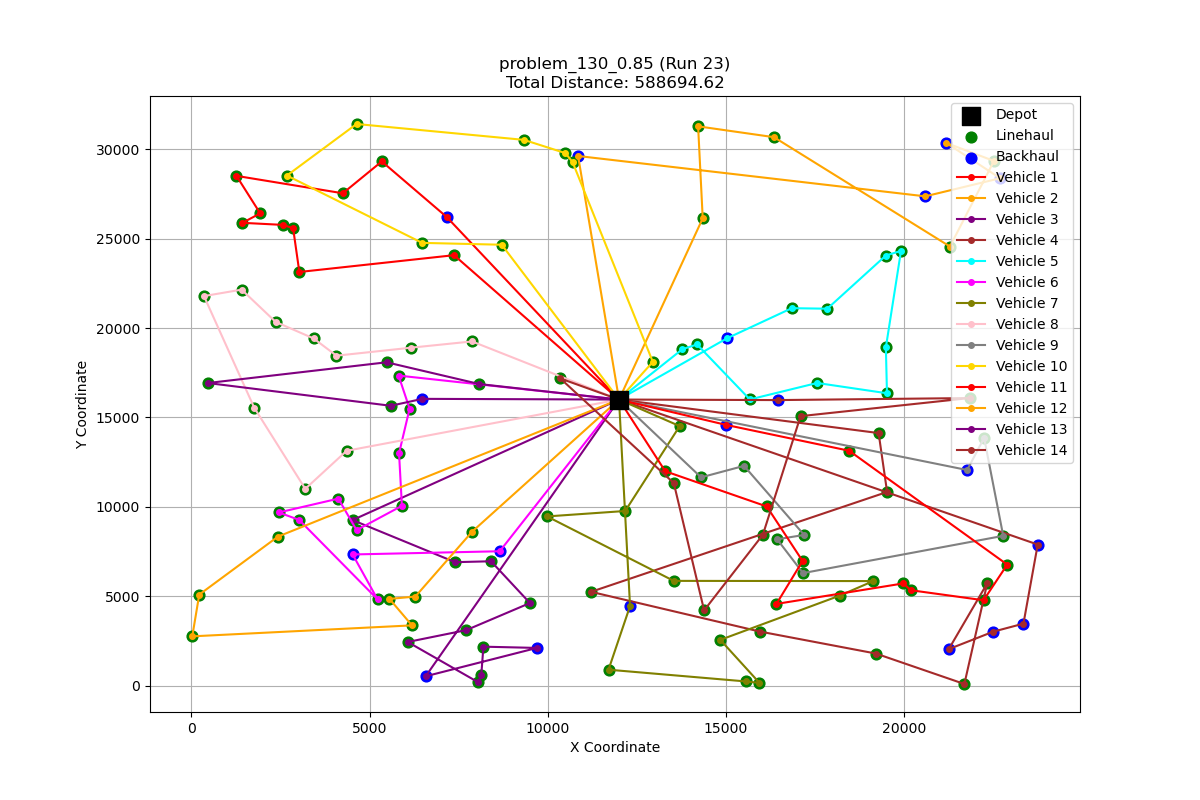 problem_130_0.85 (Run 23)
Total Distance: 588694.62
Depot
Linehaul
Backhaul
Vehicle 1
Vehicle 2
Vehicle 3
Vehicle 4
Vehicle 5
Vehicle 6
Vehicle 7
Vehicle 8
Vehicle 9
Vehicle 10
Vehicle 11
Vehicle 12
Vehicle 13
Vehicle 14
30000
25000
20000
15000
10000
5000
0
Y Coordinate
0 5000 10000 15000 20000
X Coordinate